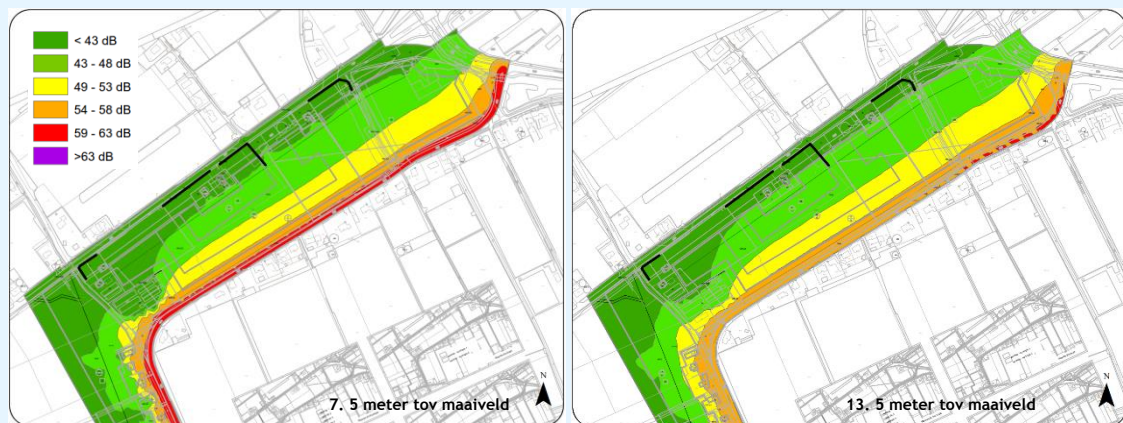 < 43 dB
43 - 48 dB
49 - 53 dB
54 - 58 dB
59 - 63 dB
>63 dB
N
7. 5 meter tov maaiveld
N
13. 5 meter tov maaiveld